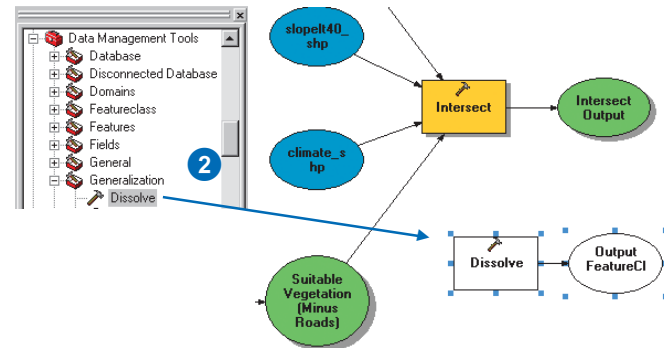 Data Management Tools
Database
Disconnected Database
Domains
Featureclass
Features
Fields
General
Generalization
Dissolve
2
slopelt40_
shp
climate_s
hp
Intersect
Intersect
Output
Dissolve
Output
FeatureCl
Suitable
Vegetation
(Minus
Roads)